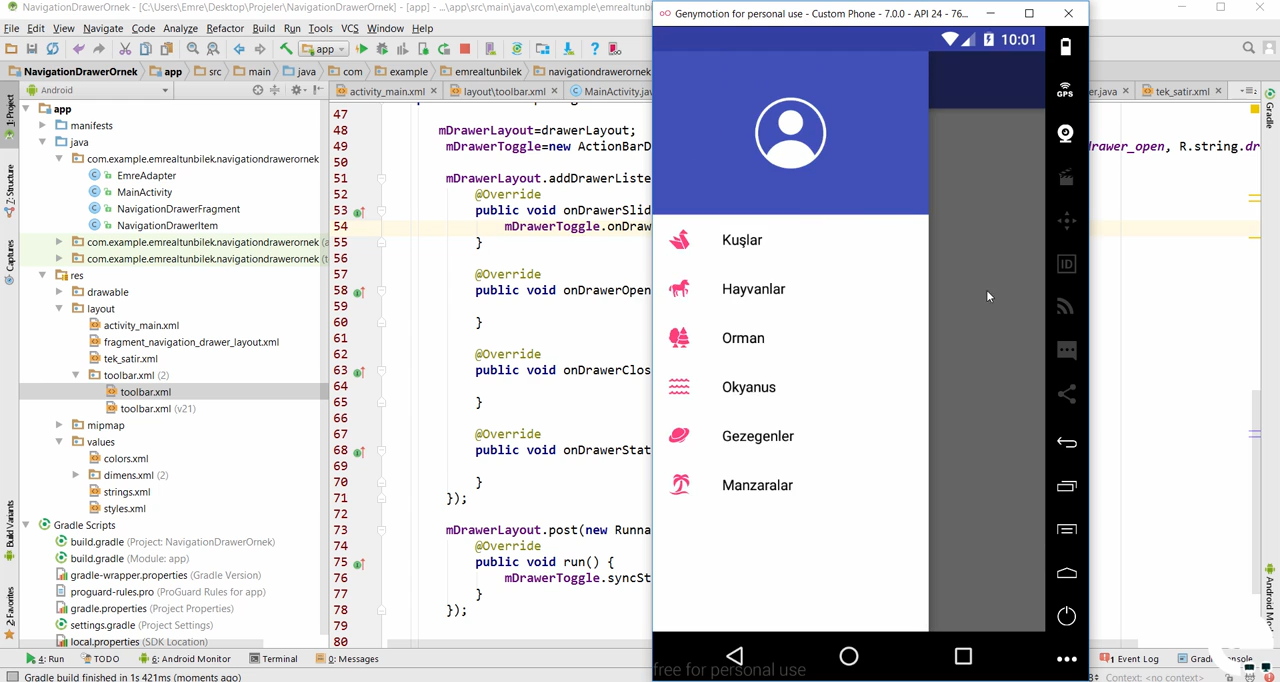 NavigationDrawerOrnek - [C:\Users\Emre\Desktop\Projeler\NavigationDrawerOrnek] - [app] - ...\app\src\main\java\com\example\emrealtunb
Genymotion for personal use - Custom Phone - 7.0.0 - API 24 - 76...
File Edit View Navigate Code Analyze Refactor Build Run Tools VCS Window Help
10:01
app
NavigationDrawerOrnek app src main java com example emrealtunbilek navigationdrawerornek
GPS
Android
activity_main.xml layout\toolbar.xml MainActivity.jav er.java tek_satir.xml
1: Project
Gradle
app
manifests
java
com.example.emrealtunbilek.navigationdrawerornek
EmreAdapter
MainActivity
NavigationDrawerFragment
NavigationDrawerItem
com.example.emrealtunbilek.navigationdrawerornek (a
com.example.emrealtunbilek.navigationdrawerornek (t
res
drawable
layout
activity_main.xml
fragment_navigation_drawer_layout.xml
tek_satir.xml
toolbar.xml (2)
toolbar.xml
toolbar.xml (v21)
mipmap
values
colors.xml
dimens.xml (2)
strings.xml
styles.xml
Gradle Scripts
build.gradle (Project: NavigationDrawerOrnek)
build.gradle (Module: app)
gradle-wrapper.properties (Gradle Version)
proguard-rules.pro (ProGuard Rules for app)
gradle.properties (Project Properties)
settings.gradle (Project Settings)
local.properties (SDK Location)
7: Structure
Captures
Build Variants
2: Favorites
47
48 mDrawerLayout=drawerLayout;
49 mDrawerToggle=new ActionBarD rawer_open, R.string.dr
50
51 mDrawerLayout.addDrawerListe
52 @Override
53 public void onDrawerSlid
54 mDrawerToggle.onDraw
55 }
56
57 @Override
58 public void onDrawerOpen
59
60 }
61
62 @Override
63 public void onDrawerClos
64
65 }
66
67 @Override
68 public void onDrawerStat
69
70 }
71 });
72
73 mDrawerLayout.post(new Runna
74 @Override
75 public void run() {
76 mDrawerToggle.syncSt
77 }
78 });
79
80
Kuşlar
Hayvanlar
Orman
Okyanus
Gezegenler
Manzaralar
ID
free for personal use
Android Mo
4: Run TODO 6: Android Monitor Terminal 0: Messages 1 Event Log Gradle Console
Gradle build finished in 1s 421ms (moments ago)
Context: <no context>